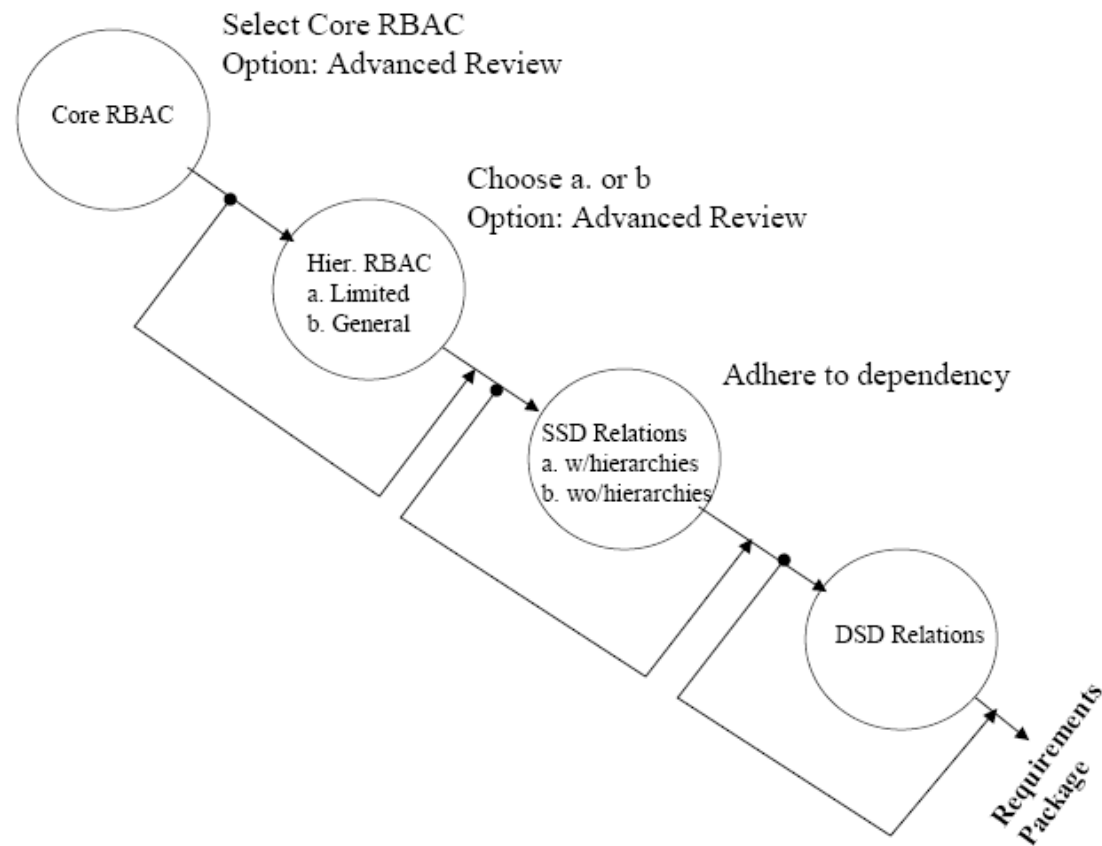 Select Core RBAC
Option: Advanced Review
Core RBAC
Choose a. or b
Option: Advanced Review
Hier. RBAC
a. Limited
b. General
Adhere to dependency
SSD Relations
a. w/hierarchies
b. wo/hierarchies
DSD Relations
Requirements
Package